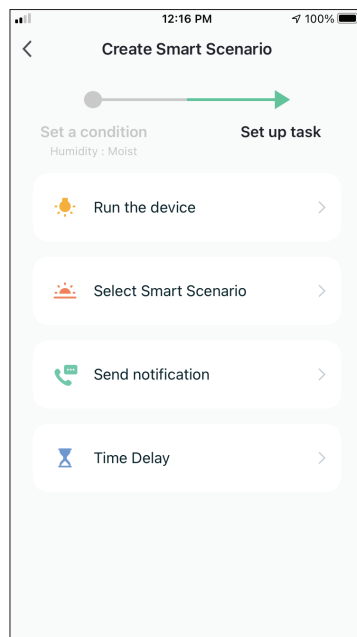 12:16 PM 100%
Create Smart Scenario
Set a condition Set up task
Humidity : Moist
Run the device
Select Smart Scenario
Send notification
Time Delay